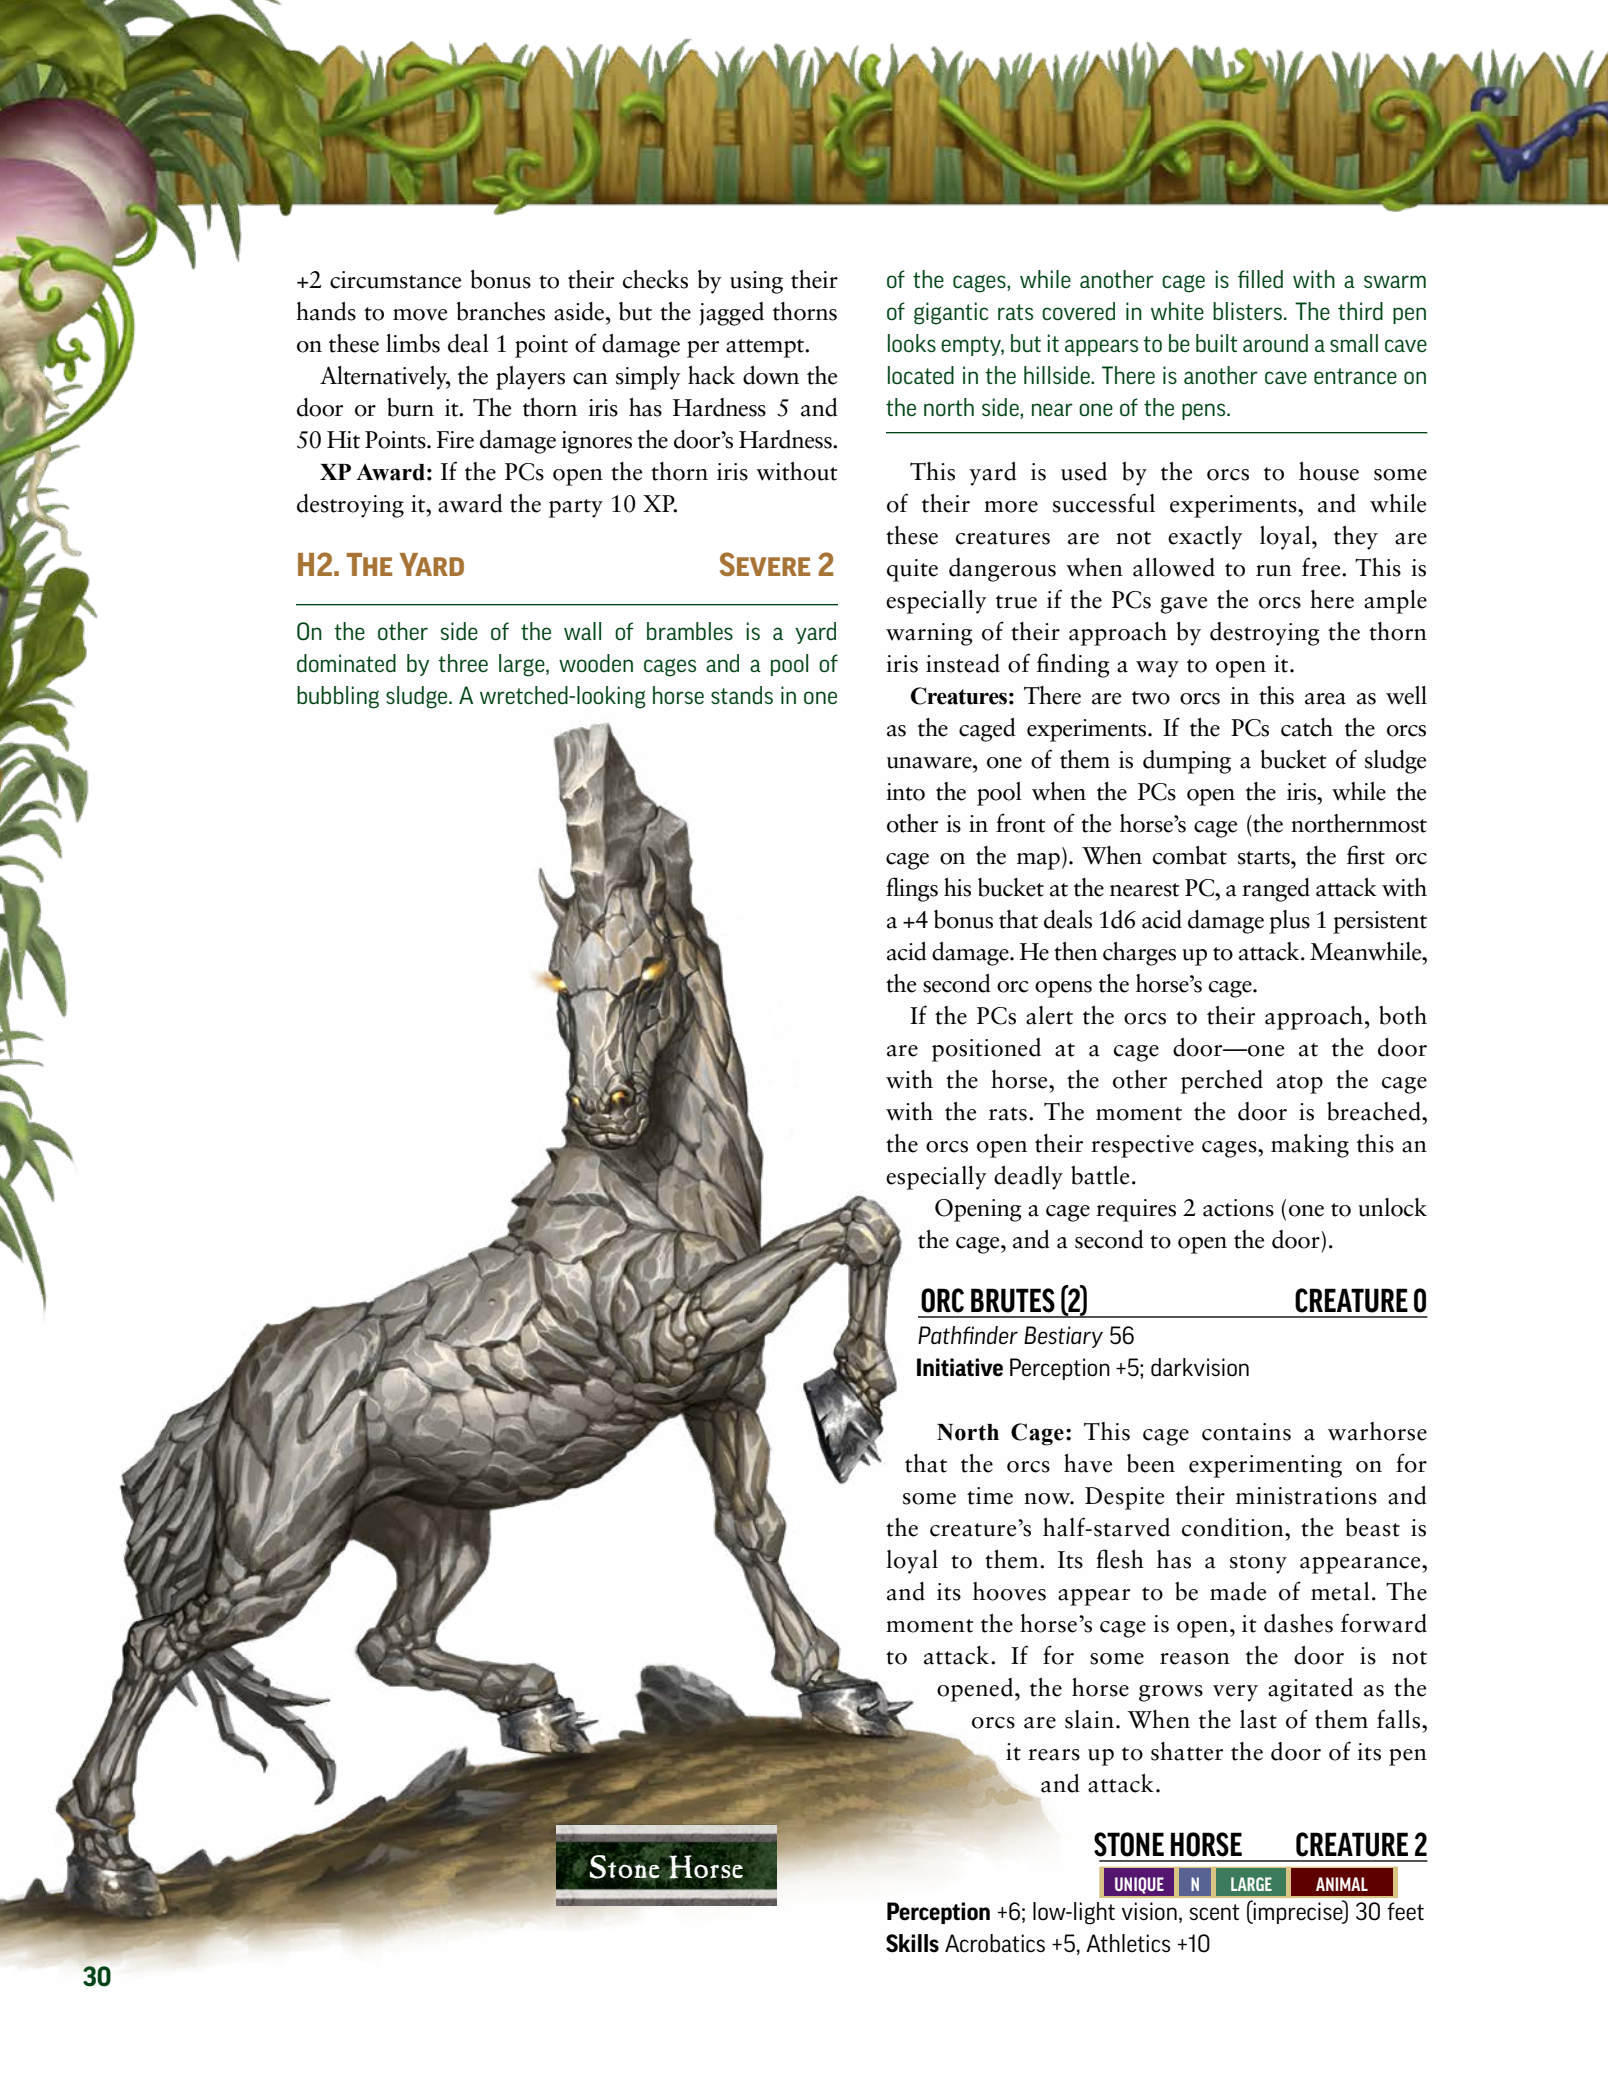 +2 circumstance bonus to their checks by using their
hands to move branches aside, but the jagged thorns
on these limbs deal 1 point of damage per attempt.
Alternatively, the players can simply hack down the
door or burn it. The thorn iris has Hardness 5 and
50 Hit Points. Fire damage ignores the door’s Hardness.
XP Award: If the PCs open the thorn iris without
destroying it, award the party 10 XP.
H2. The Yard Severe 2
On the other side of the wall of brambles is a yard
dominated by three large, wooden cages and a pool of
bubbling sludge. A wretched-looking horse stands in one
of the cages, while another cage is filled with a swarm
of gigantic rats covered in white blisters. The third pen
looks empty, but it appears to be built around a small cave
located in the hillside. There is another cave entrance on
the north side, near one of the pens.
This yard is used by the orcs to house some
of their more successful experiments, and while
these creatures are not exactly loyal, they are
quite dangerous when allowed to run free. This is
especially true if the PCs gave the orcs here ample
warning of their approach by destroying the thorn
iris instead of finding a way to open it.
Creatures: There are two orcs in this area as well
as the caged experiments. If the PCs catch the orcs
unaware, one of them is dumping a bucket of sludge
into the pool when the PCs open the iris, while the
other is in front of the horse’s cage (the northernmost
cage on the map). When combat starts, the first orc
flings his bucket at the nearest PC, a ranged attack with
a +4 bonus that deals 1d6 acid damage plus 1 persistent
acid damage. He then charges up to attack. Meanwhile,
the second orc opens the horse’s cage.
If the PCs alert the orcs to their approach, both
are positioned at a cage door—one at the door
with the horse, the other perched atop the cage
with the rats. The moment the door is breached,
the orcs open their respective cages, making this an
especially deadly battle.
Opening a cage requires 2 actions (one to unlock
the cage, and a second to open the door).
ORC BRUTES (2) CREATURE 0
Pathfinder Bestiary 56
Initiative Perception +5; darkvision
North Cage: This cage contains a warhorse
that the orcs have been experimenting on for
some time now. Despite their ministrations and
the creature’s half-starved condition, the beast is
loyal to them. Its flesh has a stony appearance,
and its hooves appear to be made of metal. The
moment the horse’s cage is open, it dashes forward
to attack. If for some reason the door is not
opened, the horse grows very agitated as the
orcs are slain. When the last of them falls,
it rears up to shatter the door of its pen
and attack.
STONE HORSE CREATURE 2
UNIQUE N LARGE ANIMAL
Perception +6; low-light vision, scent (imprecise) 30 feet
Skills Acrobatics +5, Athletics +10
Stone Horse
30